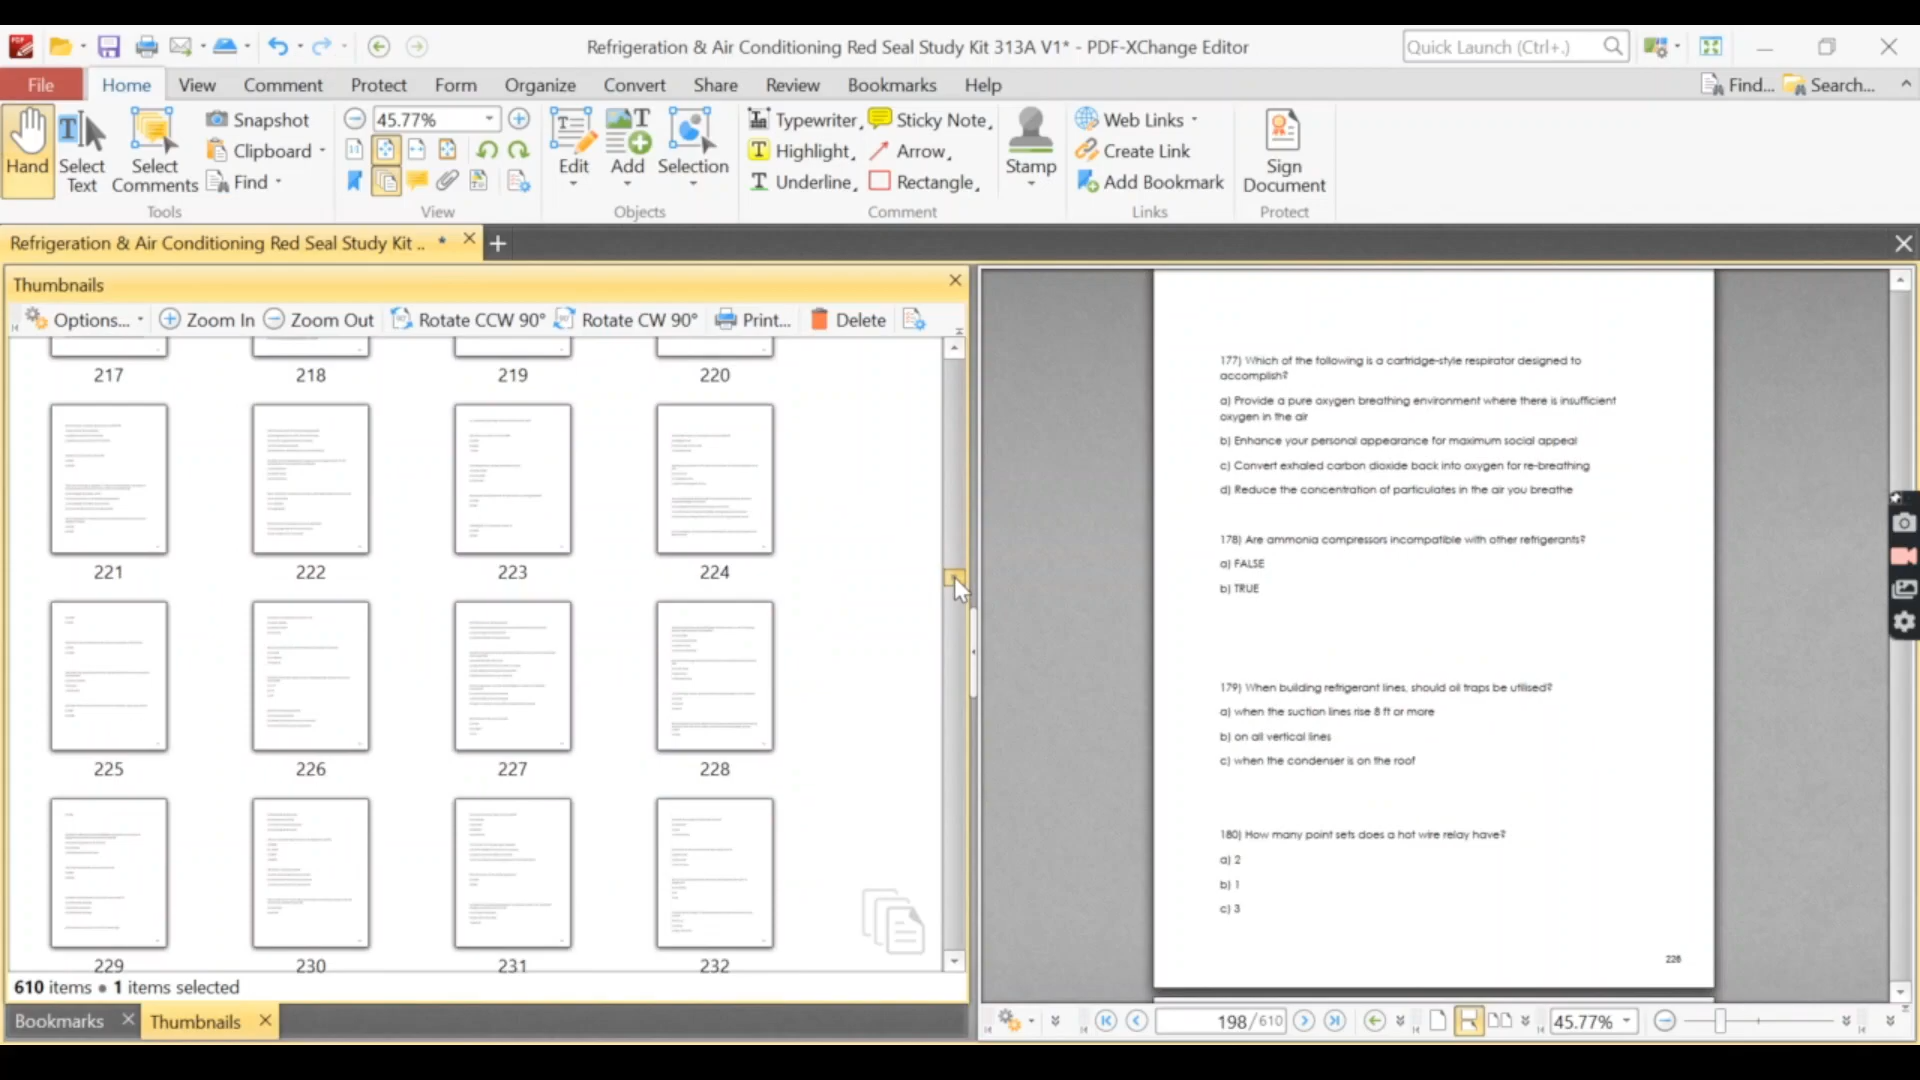 Refrigeration & Air Conditioning Red Seal Study Kit 313A V1* - PDF-XChange Editor
Quick Launch (Ctrl+.)
File Home View Comment Protect Form Organize Convert Share Review Bookmarks Help
Find... Search...
Hand
Select Text
Select Comments
Snapshot
Clipboard
Find
Tools
45.77%
View
Edit
Add
Selection
Objects
Typewriter
Sticky Note
Highlight
Arrow
Underline
Rectangle
Comment
Stamp
Web Links
Create Link
Add Bookmark
Links
Sign Document
Protect
Refrigeration & Air Conditioning Red Seal Study Kit .. *
Thumbnails
Options... Zoom In Zoom Out Rotate CCW 90° Rotate CW 90° Print... Delete
217 218 219 220
221 222 223 224
225 226 227 228
229 230 231 232
610 items • 1 items selected
Bookmarks Thumbnails
177) Which of the following is a cartridge-style respirator designed to
accomplish?
a) Provide a pure oxygen breathing environment where there is insufficient
oxygen in the air
b) Enhance your personal appearance for maximum social appeal
c) Convert exhaled carbon dioxide back into oxygen for re-breathing
d) Reduce the concentration of particulates in the air you breathe
178) Are ammonia compressors incompatible with other refrigerants?
a) FALSE
b) TRUE
179) When building refrigerant lines, should oil traps be utilised?
a) when the suction lines rise 8 ft or more
b) on all vertical lines
c) when the condenser is on the roof
180) How many point sets does a hot wire relay have?
a) 2
b) 1
c) 3
198/610
45.77%